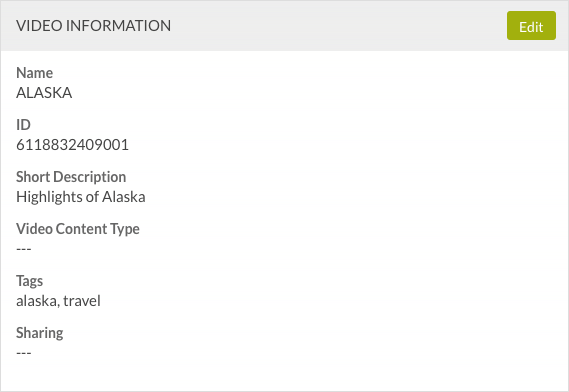 VIDEO INFORMATION
Edit
Name
ALASKA
ID
6118832409001
Short Description
Highlights of Alaska
Video Content Type
---
Tags
alaska, travel
Sharing
---